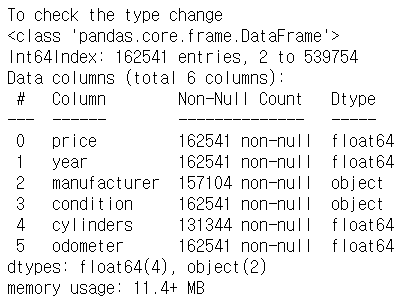 To check the type change
<class 'pandas.core.frame.DataFrame'>
Int64Index: 162541 entries, 2 to 539754
Data columns (total 6 columns):
 #   Column        Non-Null Count   Dtype
---  ------        --------------   -----
 0   price         162541 non-null  float64
 1   year          162541 non-null  float64
 2   manufacturer  157104 non-null  object
 3   condition     162541 non-null  object
 4   cylinders     131344 non-null  float64
 5   odometer      162541 non-null  float64
dtypes: float64(4), object(2)
memory usage: 11.4+ MB